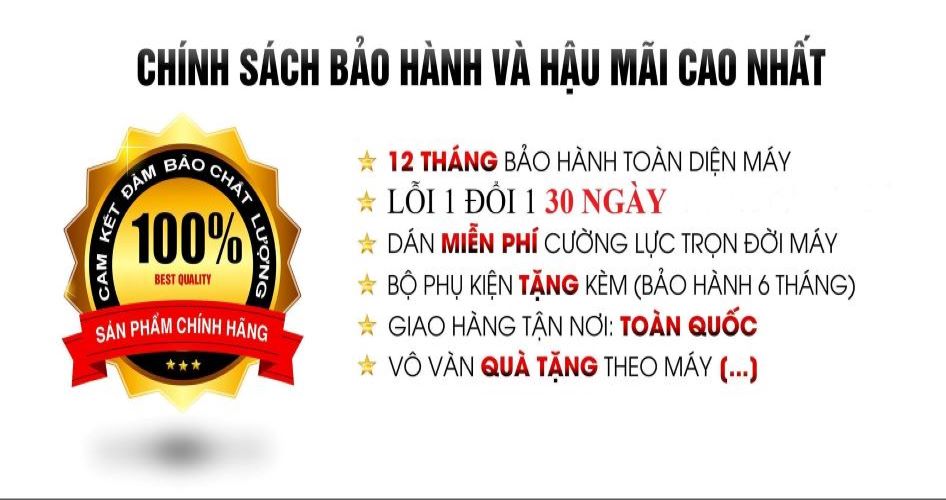 CHÍNH SÁCH BẢO HÀNH VÀ HẬU MÃI CAO NHẤT
CAM KẾT ĐẢM BẢO CHẤT LƯỢNG
100%
BEST QUALITY
SẢN PHẨM CHÍNH HÃNG
12 THÁNG BẢO HÀNH TOÀN DIỆN MÁY
LỖI 1 ĐỔI 1 30 NGÀY
DÁN MIỄN PHÍ CƯỜNG LỰC TRỌN ĐỜI MÁY
BỘ PHỤ KIỆN TẶNG KÈM (BẢO HÀNH 6 THÁNG)
GIAO HÀNG TẬN NƠI: TOÀN QUỐC
VÔ VÀN QUÀ TẶNG THEO MÁY (...)